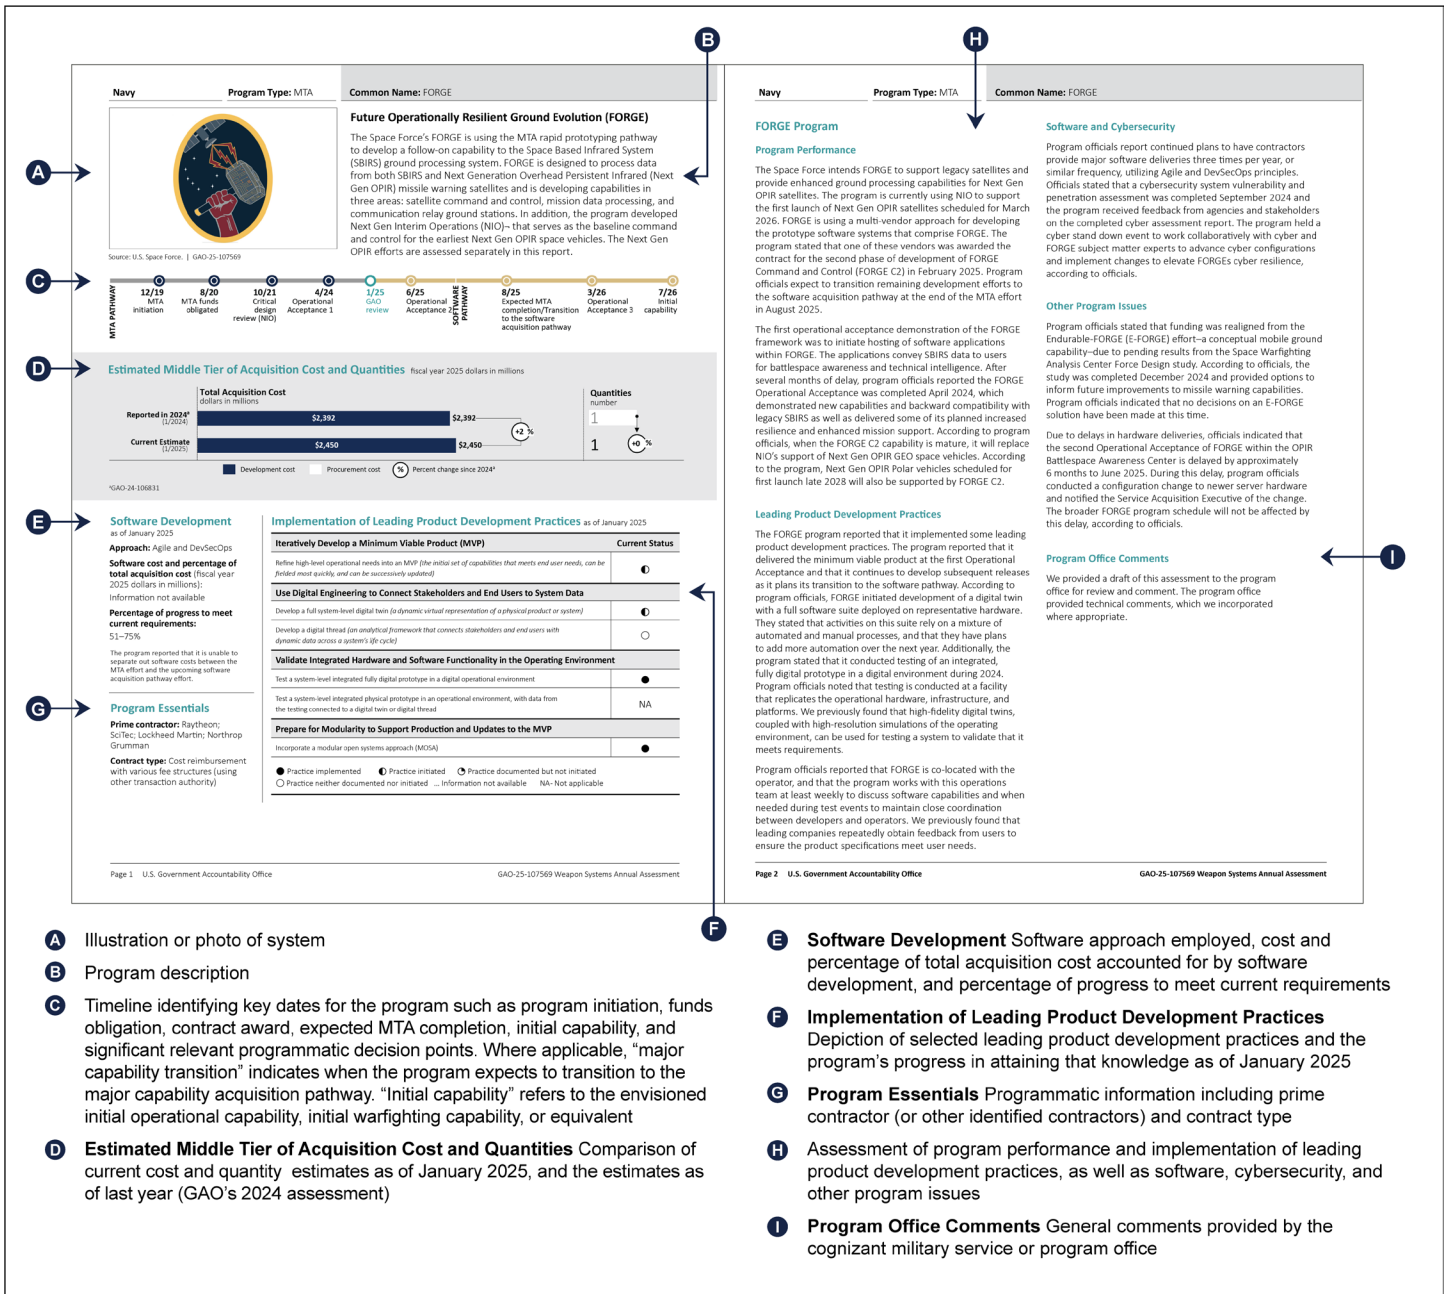 B
H
Navy
Program Type: MTA
Common Name: FORGE
A
Future Operationally Resilient Ground Evolution (FORGE)
The Space Force's FORGE is using the MTA rapid prototyping pathway
to develop a follow-on capability to the Space Based Infrared System
(SBIRS) ground processing system. FORGE is designed to process data
from both SBIRS and Next Generation Overhead Persistent Infrared (Next
Gen OPIR) missile warning satellites and is developing capabilities in
three areas: satellite command and control, mission data processing, and
communication relay ground stations. In addition, the program developed
Next Gen Interim Operations (NIO)– that serves as the baseline command
and control for the earliest Next Gen OPIR space vehicles. The Next Gen
OPIR efforts are assessed separately in this report.
Source: U.S. Space Force. | GAO-25-107569
C
MTA PATHWAY
12/19
MTA
initiation
8/20
MTA funds
obligated
10/21
Critical
design
review (NIO)
4/24
Operational
Acceptance 1
1/25
GAO
review
6/25
Operational
Acceptance 2
SOFTWARE
PATHWAY
8/25
Expected MTA
completion/Transition
to the software
acquisition pathway
3/26
Operational
Acceptance 3
7/26
Initial
capability
D
Estimated Middle Tier of Acquisition Cost and Quantities fiscal year 2025 dollars in millions
Total Acquisition Cost
dollars in millions
Quantities
number
Reported in 2024ᵃ
(1/2024)
$2,392
$2,392
1
+2 %
Current Estimate
(1/2025)
$2,450
$2,450
1
+0 %
Development cost
Procurement cost
% Percent change since 2024ᵃ
ᵃGAO-24-106831
E
Software Development
as of January 2025
Approach: Agile and DevSecOps
Software cost and percentage of
total acquisition cost (fiscal year
2025 dollars in millions):
Information not available
Percentage of progress to meet
current requirements:
51–75%
The program reported that it is unable to
separate out software costs between the
MTA effort and the upcoming software
acquisition pathway effort.
G
Program Essentials
Prime contractor: Raytheon;
SciTec; Lockheed Martin; Northrop
Grumman
Contract type: Cost reimbursement
with various fee structures (using
other transaction authority)
Implementation of Leading Product Development Practices as of January 2025
Iteratively Develop a Minimum Viable Product (MVP) Current Status
Refine high-level operational needs into an MVP (the initial set of capabilities that meets end user needs, can be
fielded most quickly, and can be successively updated)
Use Digital Engineering to Connect Stakeholders and End Users to System Data
Develop a full system-level digital twin (a dynamic virtual representation of a physical product or system)
Develop a digital thread (an analytical framework that connects stakeholders and end users with
dynamic data across a system's life cycle)
Validate Integrated Hardware and Software Functionality in the Operating Environment
Test a system-level integrated fully digital prototype in a digital operational environment
Test a system-level integrated physical prototype in an operational environment, with data from
the testing connected to a digital twin or digital thread
NA
Prepare for Modularity to Support Production and Updates to the MVP
Incorporate a modular open systems approach (MOSA)
Practice implemented Practice initiated Practice documented but not initiated
Practice neither documented nor initiated ... Information not available NA- Not applicable
Page 1 U.S. Government Accountability Office
GAO-25-107569 Weapon Systems Annual Assessment
F
Navy
Program Type: MTA
Common Name: FORGE
FORGE Program
Program Performance
The Space Force intends FORGE to support legacy satellites and
provide enhanced ground processing capabilities for Next Gen
OPIR satellites. The program is currently using NIO to support
the first launch of Next Gen OPIR satellites scheduled for March
2026. FORGE is using a multi-vendor approach for developing
the prototype software systems that comprise FORGE. The
program stated that one of these vendors was awarded the
contract for the second phase of development of FORGE
Command and Control (FORGE C2) in February 2025. Program
officials expect to transition remaining development efforts to
the software acquisition pathway at the end of the MTA effort
in August 2025.
The first operational acceptance demonstration of the FORGE
framework was to initiate hosting of software applications
within FORGE. The applications convey SBIRS data to users
for battlespace awareness and technical intelligence. After
several months of delay, program officials reported the FORGE
Operational Acceptance was completed April 2024, which
demonstrated new capabilities and backward compatibility with
legacy SBIRS as well as delivered some of its planned increased
resilience and enhanced mission support. According to program
officials, when the FORGE C2 capability is mature, it will replace
NIO's support of Next Gen OPIR GEO space vehicles. According
to the program, Next Gen OPIR Polar vehicles scheduled for
first launch late 2028 will also be supported by FORGE C2.
Leading Product Development Practices
The FORGE program reported that it implemented some leading
product development practices. The program reported that it
delivered the minimum viable product at the first Operational
Acceptance and that it continues to develop subsequent releases
as it plans its transition to the software pathway. According to
program officials, FORGE initiated development of a digital twin
with a full software suite deployed on representative hardware.
They stated that activities on this suite rely on a mixture of
automated and manual processes, and that they have plans
to add more automation over the next year. Additionally, the
program stated that it conducted testing of an integrated,
fully digital prototype in a digital environment during 2024.
Program officials noted that testing is conducted at a facility
that replicates the operational hardware, infrastructure, and
platforms. We previously found that high-fidelity digital twins,
coupled with high-resolution simulations of the operating
environment, can be used for testing a system to validate that it
meets requirements.
Program officials reported that FORGE is co-located with the
operator, and that the program works with this operations
team at least weekly to discuss software capabilities and when
needed during test events to maintain close coordination
between developers and operators. We previously found that
leading companies repeatedly obtain feedback from users to
ensure the product specifications meet user needs.
Software and Cybersecurity
Program officials report continued plans to have contractors
provide major software deliveries three times per year, or
similar frequency, utilizing Agile and DevSecOps principles.
Officials stated that a cybersecurity system vulnerability and
penetration assessment was completed September 2024 and
the program received feedback from agencies and stakeholders
on the completed cyber assessment report. The program held a
cyber stand down event to work collaboratively with cyber and
FORGE subject matter experts to advance cyber configurations
and implement changes to elevate FORGEs cyber resilience,
according to officials.
Other Program Issues
Program officials stated that funding was realigned from the
Endurable-FORGE (E-FORGE) effort–a conceptual mobile ground
capability–due to pending results from the Space Warfighting
Analysis Center Force Design study. According to officials, the
study was completed December 2024 and provided options to
inform future improvements to missile warning capabilities.
Program officials indicated that no decisions on an E-FORGE
solution have been made at this time.
Due to delays in hardware deliveries, officials indicated that
the second Operational Acceptance of FORGE within the OPIR
Battlespace Awareness Center is delayed by approximately
6 months to June 2025. During this delay, program officials
conducted a configuration change to newer server hardware
and notified the Service Acquisition Executive of the change.
The broader FORGE program schedule will not be affected by
this delay, according to officials.
I
Program Office Comments
We provided a draft of this assessment to the program
office for review and comment. The program office
provided technical comments, which we incorporated
where appropriate.
Page 2 U.S. Government Accountability Office
GAO-25-107569 Weapon Systems Annual Assessment
A Illustration or photo of system
B Program description
C Timeline identifying key dates for the program such as program initiation, funds
obligation, contract award, expected MTA completion, initial capability, and
significant relevant programmatic decision points. Where applicable, “major
capability transition” indicates when the program expects to transition to the
major capability acquisition pathway. “Initial capability” refers to the envisioned
initial operational capability, initial warfighting capability, or equivalent
D Estimated Middle Tier of Acquisition Cost and Quantities Comparison of
current cost and quantity estimates as of January 2025, and the estimates as
of last year (GAO's 2024 assessment)
E Software Development Software approach employed, cost and
percentage of total acquisition cost accounted for by software
development, and percentage of progress to meet current requirements
F Implementation of Leading Product Development Practices
Depiction of selected leading product development practices and the
program's progress in attaining that knowledge as of January 2025
G Program Essentials Programmatic information including prime
contractor (or other identified contractors) and contract type
H Assessment of program performance and implementation of leading
product development practices, as well as software, cybersecurity, and
other program issues
I Program Office Comments General comments provided by the
cognizant military service or program office